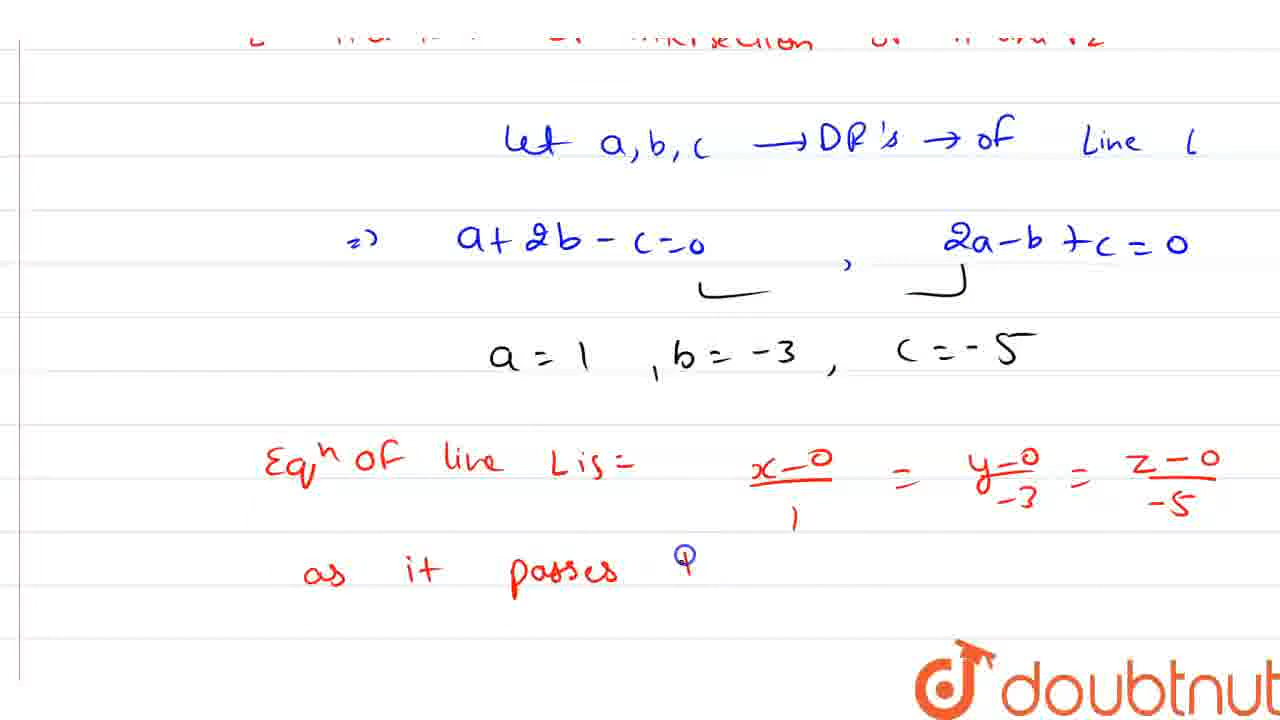 let a, b, c → DR's → of Line L
=> a + 2b - c = 0 , 2a - b + c = 0
a = 1 , b = -3 , c = -5
Eqⁿ of line L is = x-0/1 = y-0/-3 = z-0/-5
as it passes
doubtnut